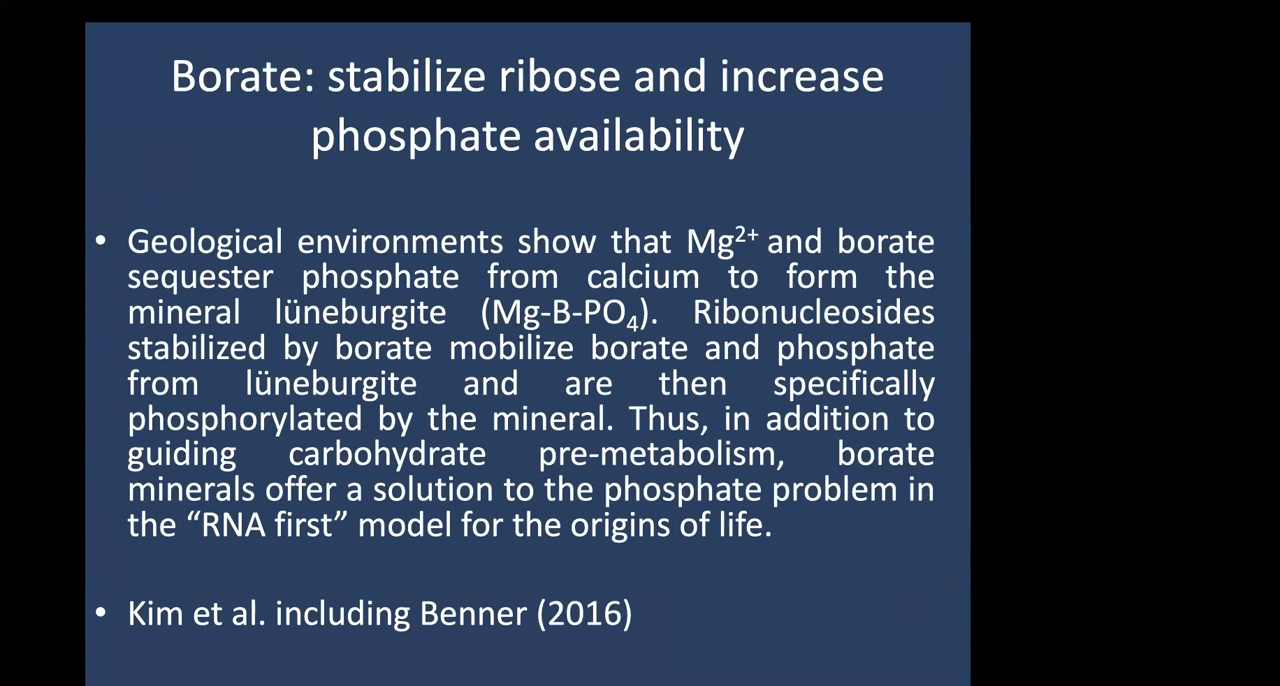 Borate: stabilize ribose and increase
phosphate availability
• Geological environments show that Mg²⁺ and borate
sequester phosphate from calcium to form the
mineral lüneburgite (Mg-B-PO₄). Ribonucleosides
stabilized by borate mobilize borate and phosphate
from lüneburgite and are then specifically
phosphorylated by the mineral. Thus, in addition to
guiding carbohydrate pre-metabolism, borate
minerals offer a solution to the phosphate problem in
the “RNA first” model for the origins of life.
• Kim et al. including Benner (2016)